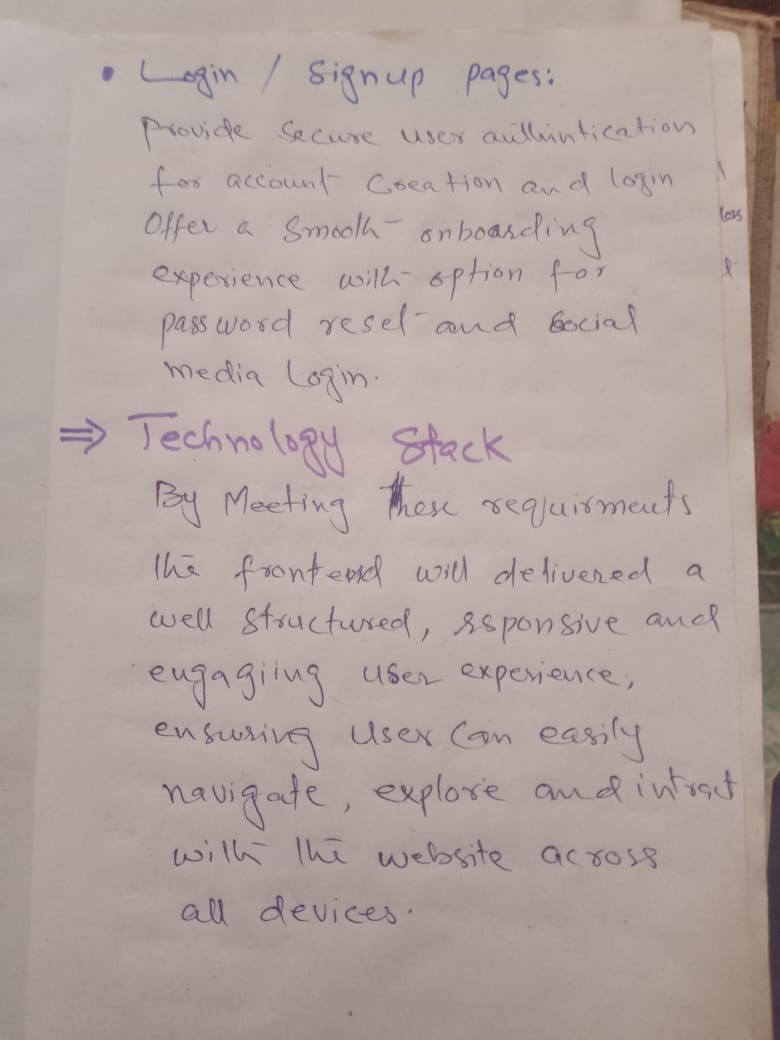 • Login / Signup pages:
Provide Secure user authintication
for account Creation and login
Offer a Smooth onboarding
experience with option for
password reset and Social
media Login.
⇒ Technology Stack
By Meeting These requirments
the frontend will delivered a
well structured, rsponsive and
engagiing user experience,
ensuring user can easily
navigate, explore and intract
with the website across
all devices.
loss